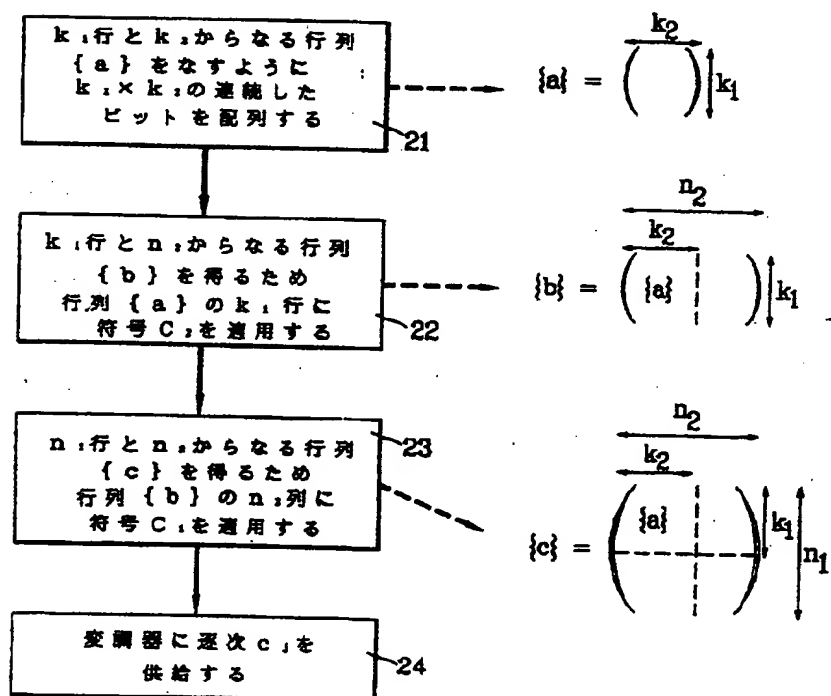 k₁行とk₂からなる行列
{a}をなすように
k₁×k₂の連続した
ビットを配列する
21
{a} =
k₂
k₁
k₁行とn₂からなる行列
{b}を得るため
行列{a}のk₁行に
符号C₂を適用する
22
{b} =
n₂
k₂
{a}
k₁
n₁行とn₂からなる行列
{c}を得るため
行列{b}のn₂列に
符号C₁を適用する
23
{c} =
n₂
k₂
{a}
k₁
n₁
変調器に逐次c_jを
供給する
24